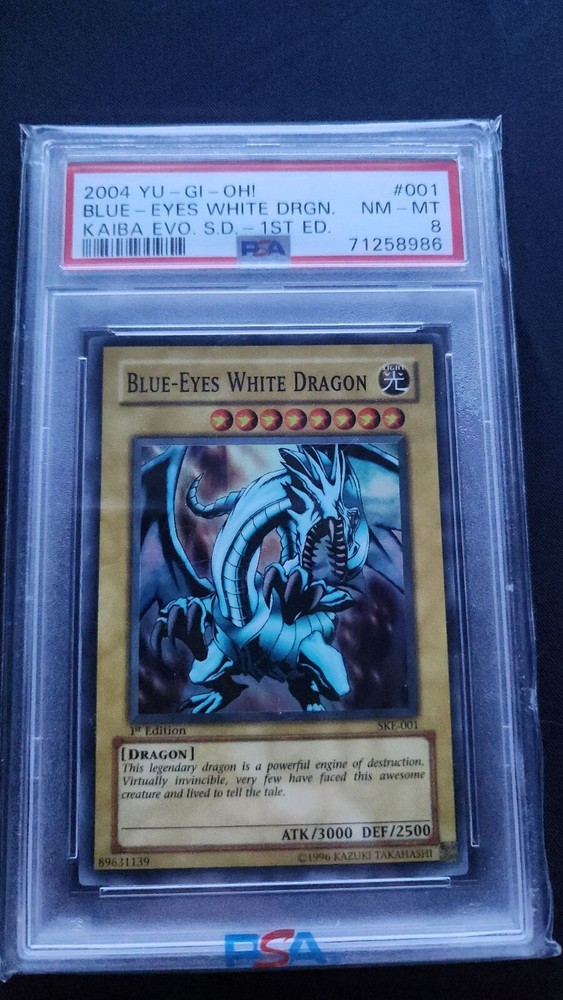 2004 YU-GI-OH! #001
BLUE-EYES WHITE DRGN. NM-MT
KAIBA EVO. S.D.-1ST ED. 8
PSA 71258986
BLUE-EYES WHITE DRAGON
LIGHT
光
1st Edition SKE-001
[DRAGON]
This legendary dragon is a powerful engine of destruction.
Virtually invincible, very few have faced this awesome
creature and lived to tell the tale.
ATK/3000 DEF/2500
89631139 ©1996 KAZUKI TAKAHASHI
PSA